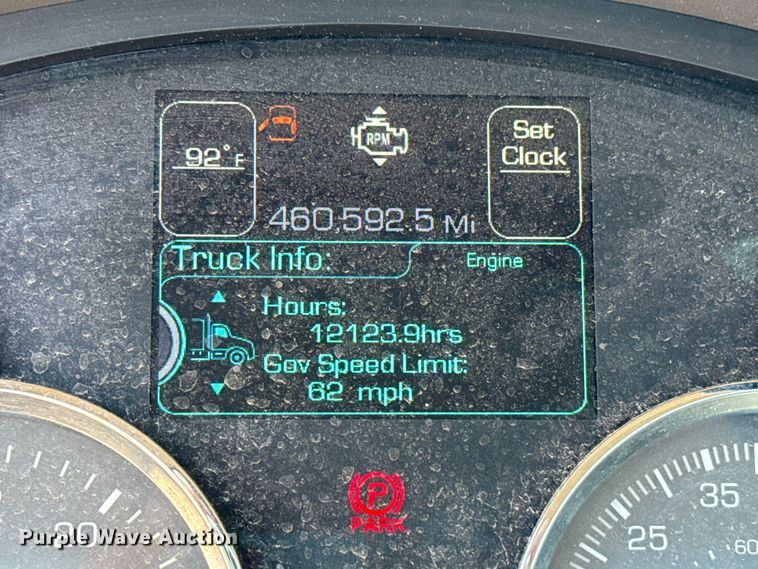 92°F
RPM
Set
Clock
460,592.5 Mi
Truck Info:
Engine
Hours:
12123.9hrs
Gov Speed Limit:
62 mph
P
PARK
35
25
60
Purple Wave Auction